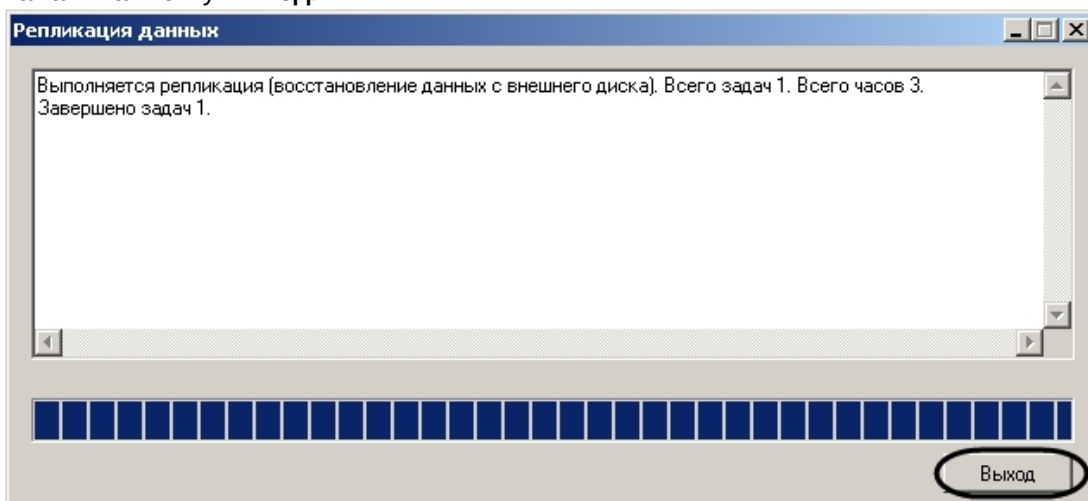 Репликация данных
Выполняется репликация (восстановление данных с внешнего диска). Всего задач 1. Всего часов 3.
Завершено задач 1.
Выход